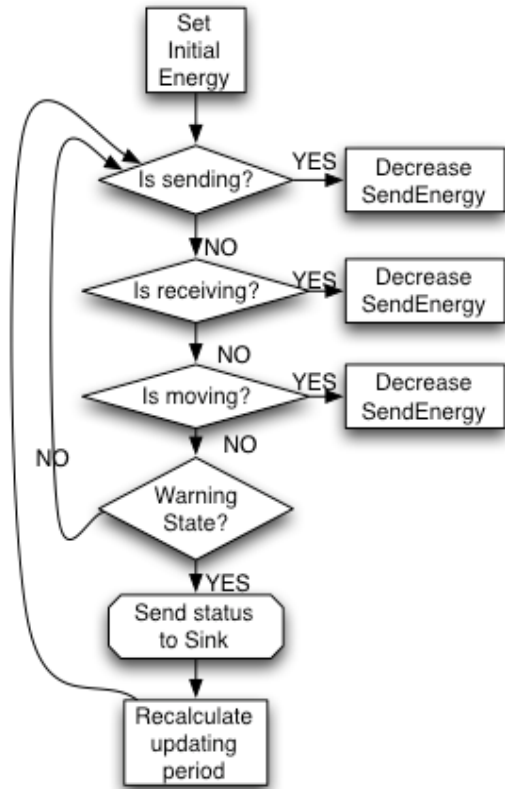 Set
Initial
Energy
Is sending?
YES
Decrease
SendEnergy
NO
Is receiving?
YES
Decrease
SendEnergy
NO
Is moving?
YES
Decrease
SendEnergy
NO
NO
Warning
State?
YES
Send status
to Sink
Recalculate
updating
period